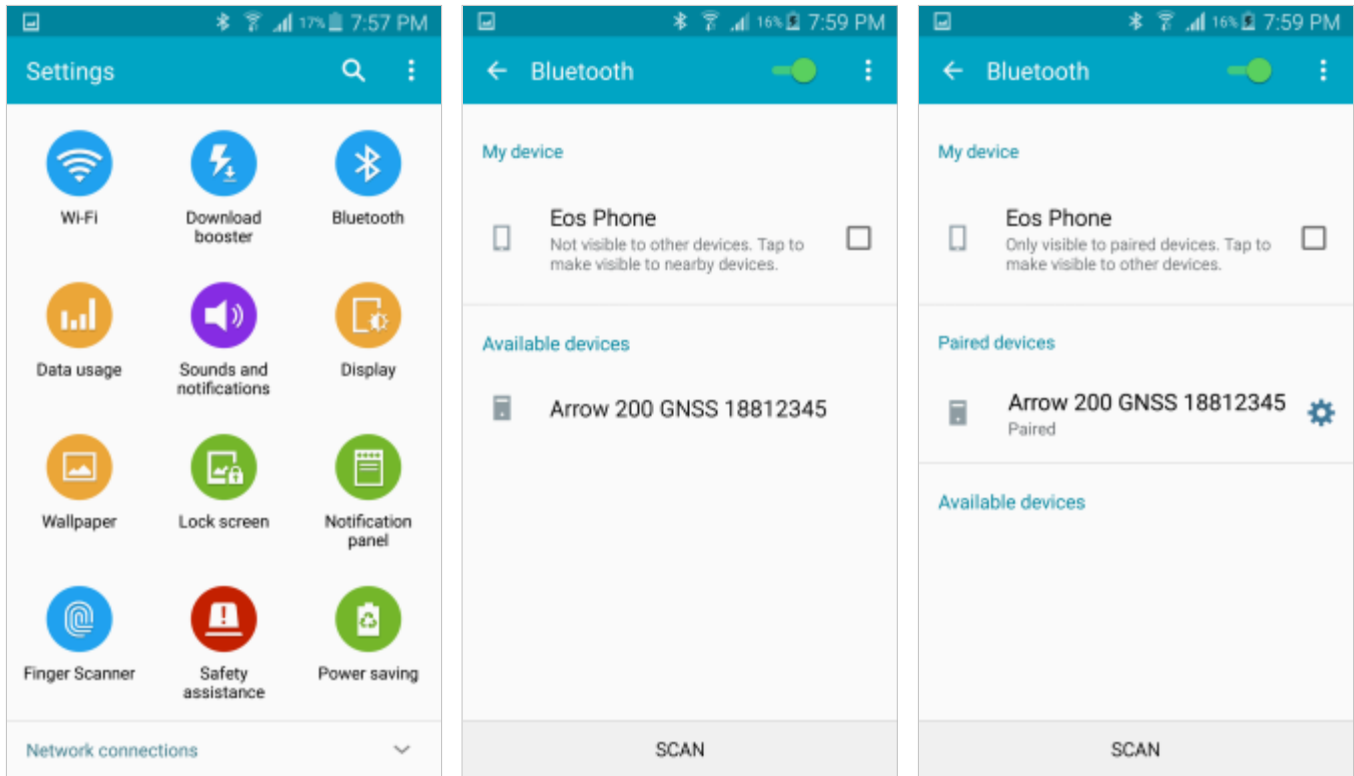 17% 7:57 PM
Settings
Wi-Fi
Download
booster
Bluetooth
Data usage
Sounds and
notifications
Display
Wallpaper
Lock screen
Notification
panel
Finger Scanner
Safety
assistance
Power saving
Network connections
16% 7:59 PM
Bluetooth
My device
Eos Phone
Not visible to other devices. Tap to
make visible to nearby devices.
Available devices
Arrow 200 GNSS 18812345
SCAN
16% 7:59 PM
Bluetooth
My device
Eos Phone
Only visible to paired devices. Tap to
make visible to other devices.
Paired devices
Arrow 200 GNSS 18812345
Paired
Available devices
SCAN